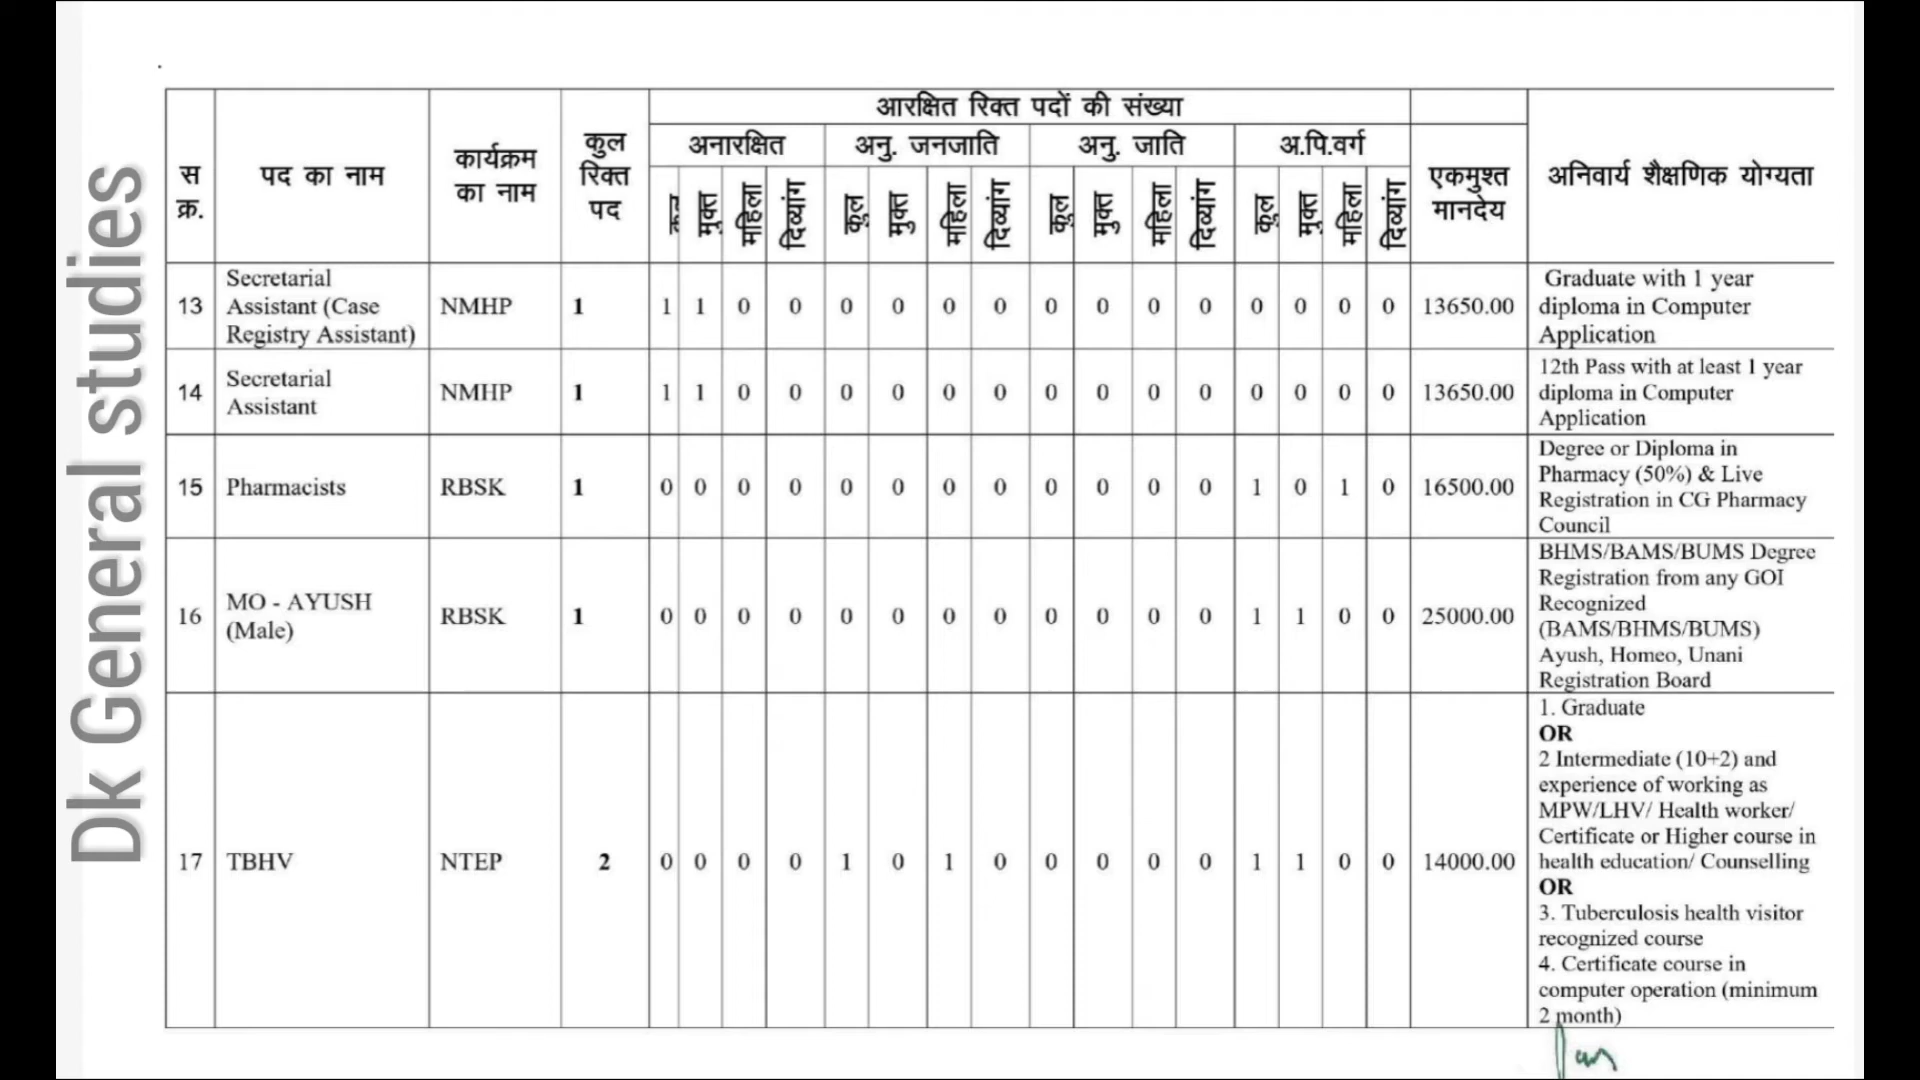 Dk General studies
स क्र.
पद का नाम
कार्यक्रम का नाम
कुल रिक्त पद
आरक्षित रिक्त पदों की संख्या
अनारक्षित अनु. जनजाति अनु. जाति अ.पि.वर्ग
एकमुश्त मानदेय
अनिवार्य शैक्षणिक योग्यता
मुक्त महिला दिव्यांग कुल मुक्त महिला दिव्यांग कुल मुक्त महिला दिव्यांग कुल मुक्त महिला दिव्यांग
13 Secretarial Assistant (Case Registry Assistant) NMHP 1 1 1 0 0 0 0 0 0 0 0 0 0 0 0 0 0 13650.00
Graduate with 1 year
diploma in Computer
Application
14 Secretarial Assistant NMHP 1 1 1 0 0 0 0 0 0 0 0 0 0 0 0 0 0 13650.00
12th Pass with at least 1 year
diploma in Computer
Application
15 Pharmacists RBSK 1 0 0 0 0 0 0 0 0 0 0 0 0 1 0 1 0 16500.00
Degree or Diploma in
Pharmacy (50%) & Live
Registration in CG Pharmacy
Council
16 MO - AYUSH (Male) RBSK 1 0 0 0 0 0 0 0 0 0 0 0 0 1 1 0 0 25000.00
BHMS/BAMS/BUMS Degree
Registration from any GOI
Recognized
(BAMS/BHMS/BUMS)
Ayush, Homeo, Unani
Registration Board
17 TBHV NTEP 2 0 0 0 0 1 0 1 0 0 0 0 0 1 1 0 0 14000.00
1. Graduate
OR
2 Intermediate (10+2) and
experience of working as
MPW/LHV/ Health worker/
Certificate or Higher course in
health education/ Counselling
OR
3. Tuberculosis health visitor
recognized course
4. Certificate course in
computer operation (minimum
2 month)